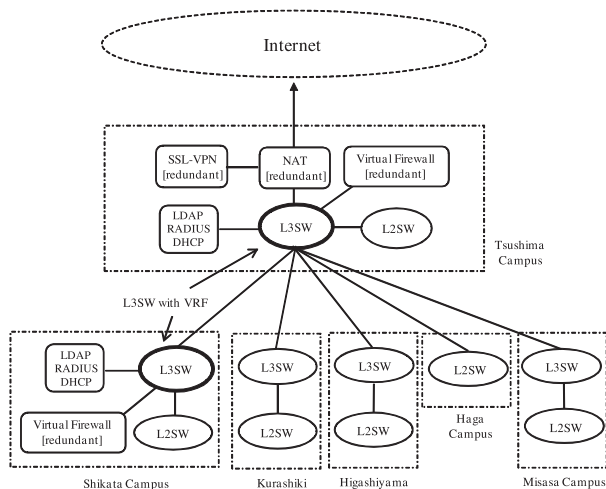 Internet
SSL-VPN
[redundant]
NAT
[redundant]
Virtual Firewall
[redundant]
LDAP
RADIUS
DHCP
L3SW
L2SW
Tsushima
Campus
L3SW with VRF
LDAP
RADIUS
DHCP
L3SW
Virtual Firewall
[redundant]
L2SW
L3SW
L2SW
L3SW
L2SW
L2SW
Haga
Campus
L3SW
L2SW
Shikata Campus
Kurashiki
Higashiyama
Misasa Campus